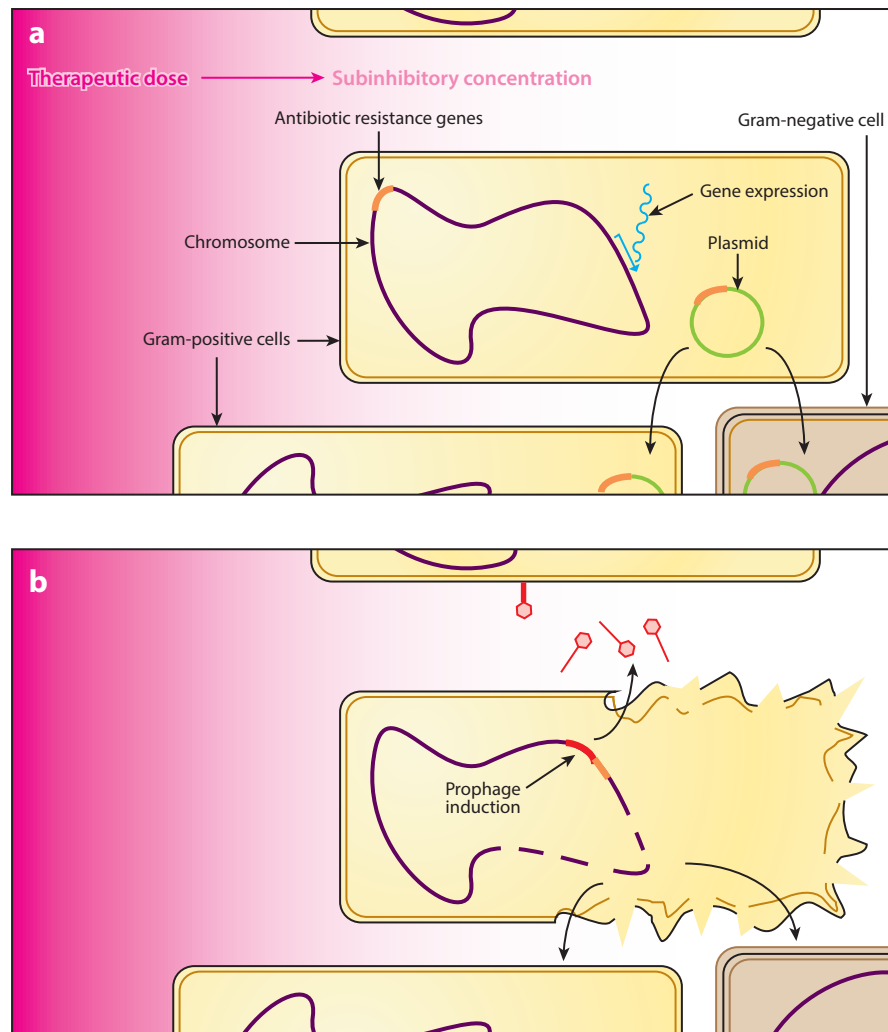 a
Therapeutic dose
Subinhibitory concentration
Antibiotic resistance genes
Gram-negative cell
Gene expression
Chromosome
Plasmid
Gram-positive cells
b
Prophage
induction